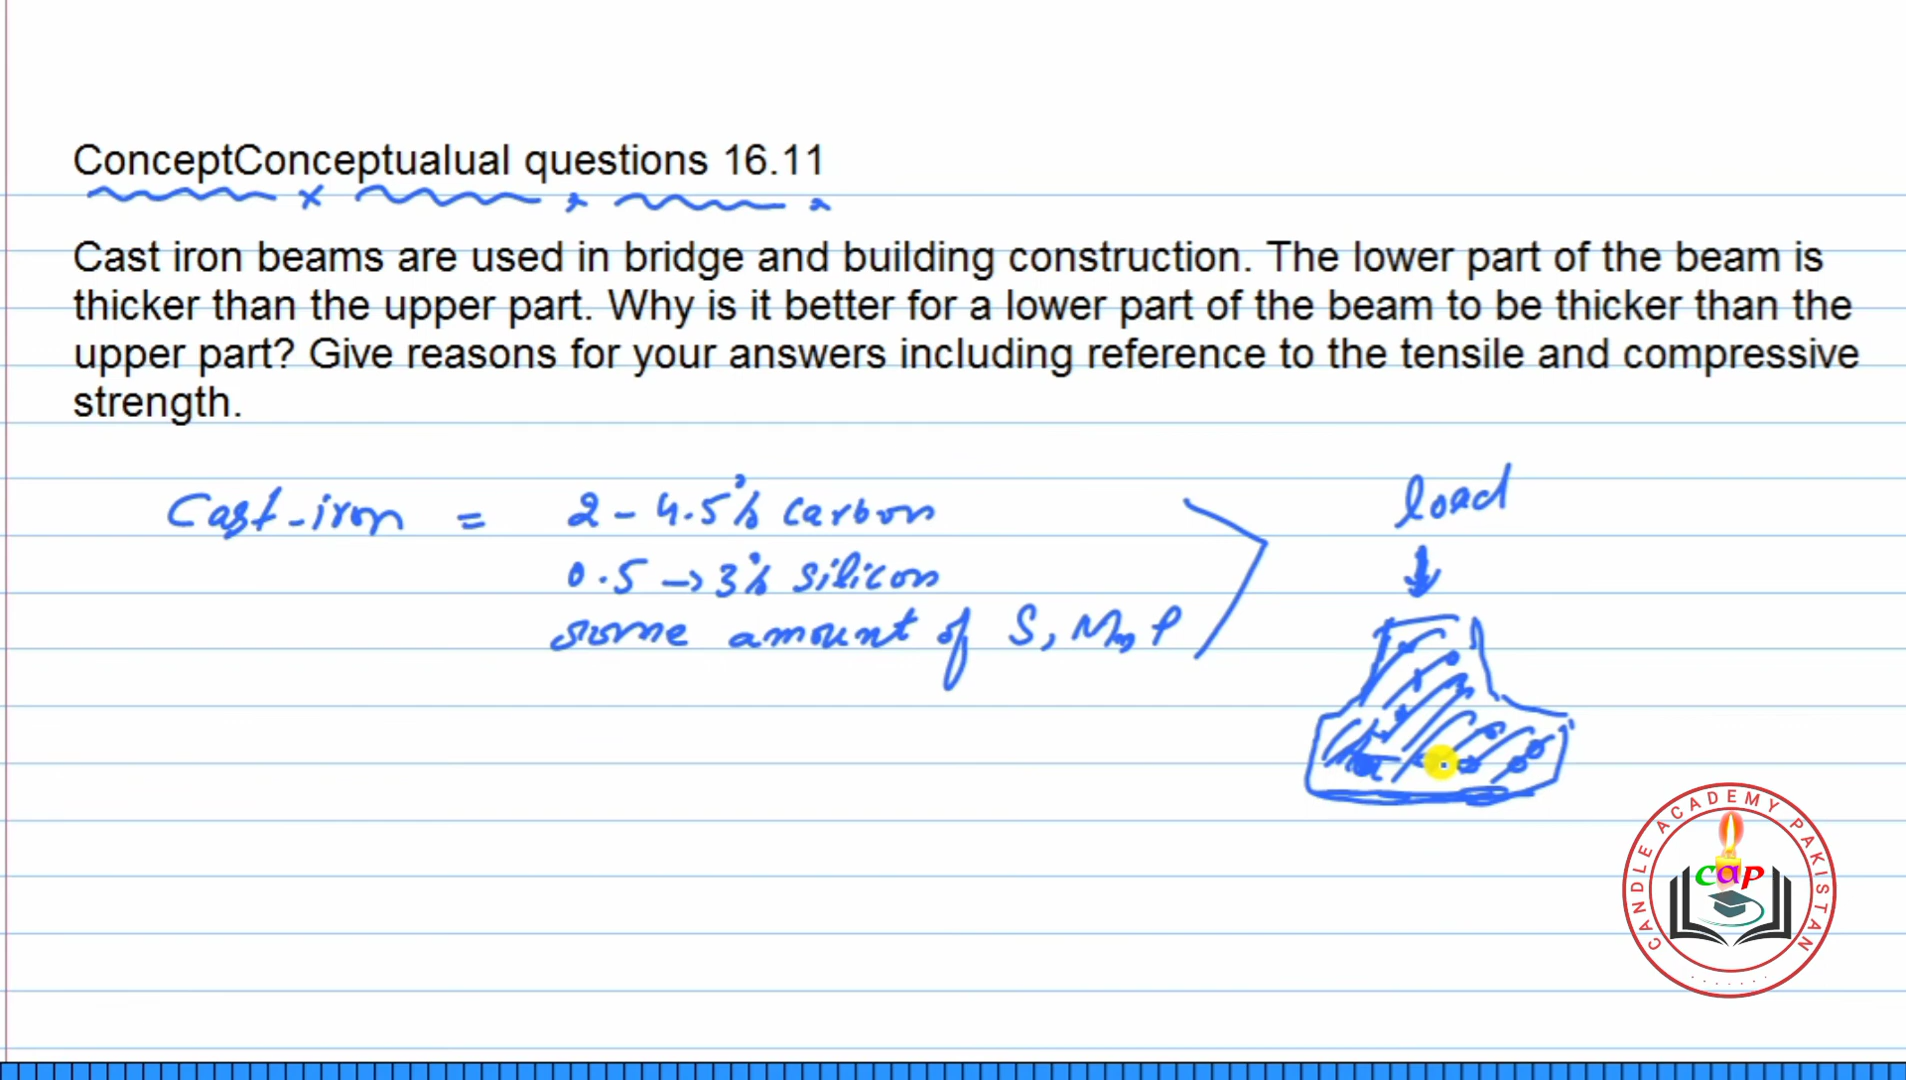 ConceptConceptualual questions 16.11
Cast iron beams are used in bridge and building construction. The lower part of the beam is
thicker than the upper part. Why is it better for a lower part of the beam to be thicker than the
upper part? Give reasons for your answers including reference to the tensile and compressive
strength.
Cast-iron = 2 - 4.5% carbon
0.5 → 3% silicon
some amount of S, Mn, P
load
CANDLE ACADEMY PAKISTAN
cap